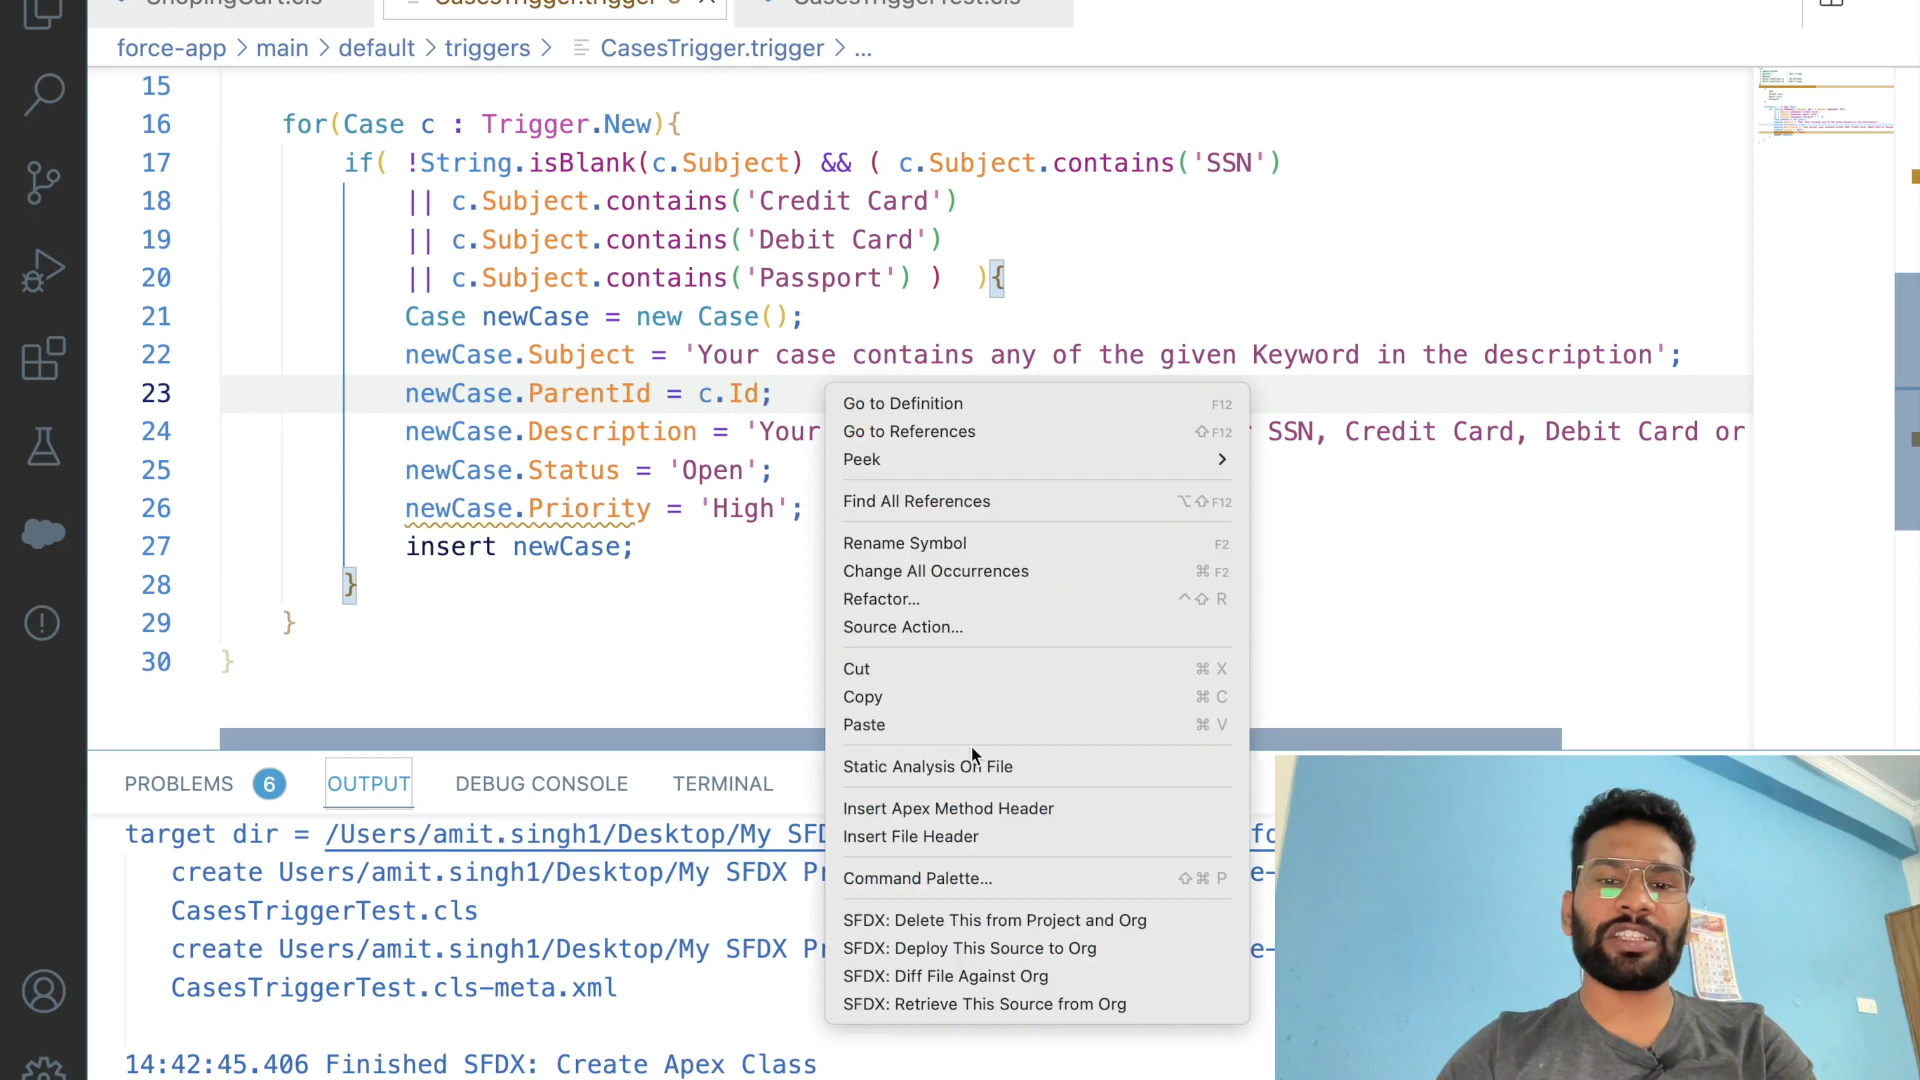 CasesTrigger.trigger
CasesTriggerTest.cls
force-app > main > default > triggers > CasesTrigger.trigger > ...
15
16 for(Case c : Trigger.New){
17 if( !String.isBlank(c.Subject) && ( c.Subject.contains('SSN')
18 || c.Subject.contains('Credit Card')
19 || c.Subject.contains('Debit Card')
20 || c.Subject.contains('Passport') ) ){
21 Case newCase = new Case();
22 newCase.Subject = 'Your case contains any of the given Keyword in the description';
23 newCase.ParentId = c.Id;
24 newCase.Description = 'Your SSN, Credit Card, Debit Card or
25 newCase.Status = 'Open';
26 newCase.Priority = 'High';
27 insert newCase;
28 }
29 }
30 }
Go to Definition F12
Go to References ⇧F12
Peek >
Find All References ⌥⇧F12
Rename Symbol F2
Change All Occurrences ⌘F2
Refactor... ^⇧R
Source Action...
Cut ⌘X
Copy ⌘C
Paste ⌘V
Static Analysis On File
Insert Apex Method Header
Insert File Header
Command Palette... ⇧⌘P
SFDX: Delete This from Project and Org
SFDX: Deploy This Source to Org
SFDX: Diff File Against Org
SFDX: Retrieve This Source from Org
PROBLEMS 6 OUTPUT DEBUG CONSOLE TERMINAL
target dir = /Users/amit.singh1/Desktop/My SFD
create Users/amit.singh1/Desktop/My SFDX Pr
CasesTriggerTest.cls
create Users/amit.singh1/Desktop/My SFDX Pr
CasesTriggerTest.cls-meta.xml
14:42:45.406 Finished SFDX: Create Apex Class